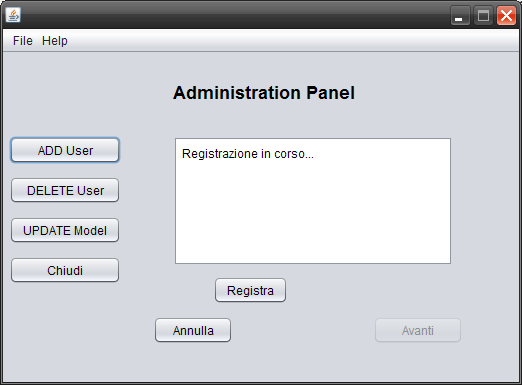 File Help
Administration Panel
ADD User
Registrazione in corso...
DELETE User
UPDATE Model
Chiudi
Registra
Annulla
Avanti